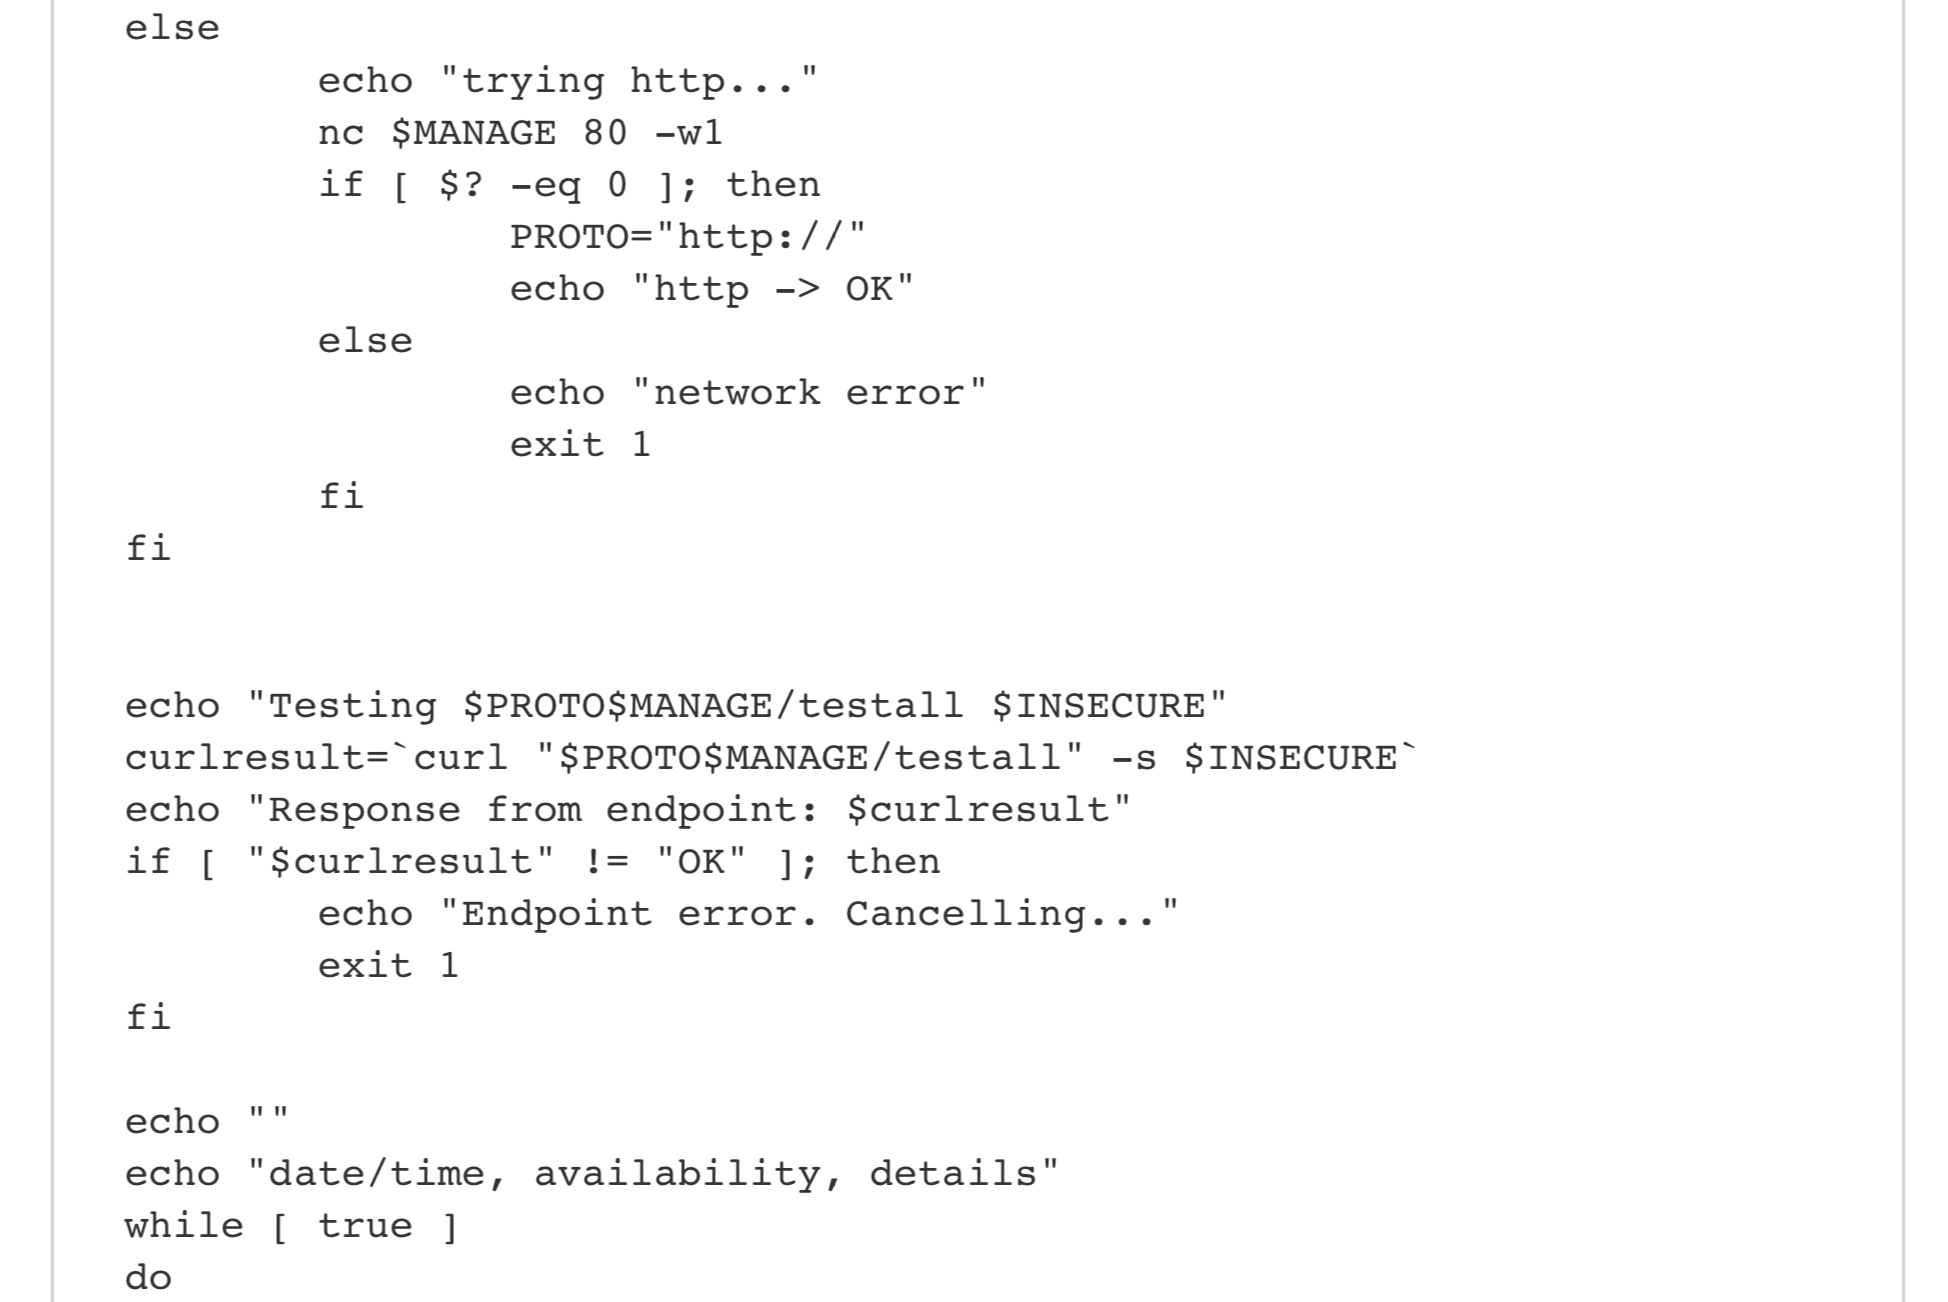 else
        echo "trying http..."
        nc $MANAGE 80 -w1
        if [ $? -eq 0 ]; then
                PROTO="http://"
                echo "http -> OK"
        else
                echo "network error"
                exit 1
        fi
fi


echo "Testing $PROTO$MANAGE/testall $INSECURE"
curlresult=`curl "$PROTO$MANAGE/testall" -s $INSECURE`
echo "Response from endpoint: $curlresult"
if [ "$curlresult" != "OK" ]; then
        echo "Endpoint error. Cancelling..."
        exit 1
fi

echo ""
echo "date/time, availability, details"
while [ true ]
do